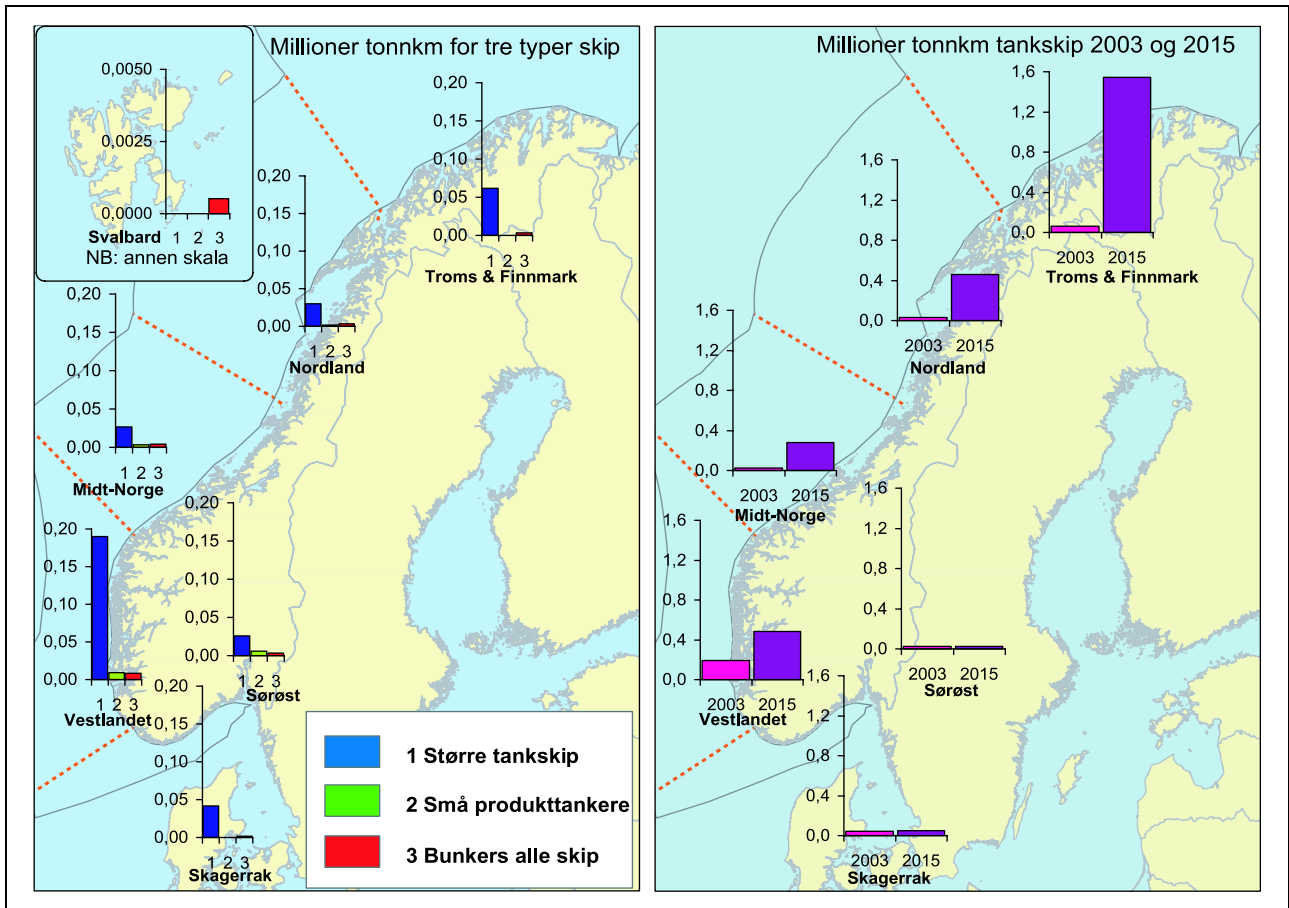 Millioner tonnkm for tre typer skip
0,0050
0,0025
0,0000
1 2 3
Svalbard
NB: annen skala
0,20
0,15
0,10
0,05
0,00
1 2 3
Troms & Finnmark
0,20
0,15
0,10
0,05
0,00
1 2 3
Nordland
0,20
0,15
0,10
0,05
0,00
1 2 3
Midt-Norge
0,20
0,15
0,10
0,05
0,00
1 2 3
Vestlandet
0,20
0,15
0,10
0,05
0,00
1 2 3
Sørøst
0,20
0,15
0,10
0,05
0,00
1 2 3
Skagerrak
1 Større tankskip
2 Små produkttankere
3 Bunkers alle skip
Millioner tonnkm tankskip 2003 og 2015
1,6
1,2
0,8
0,4
0,0
2003 2015
Troms & Finnmark
1,6
1,2
0,8
0,4
0,0
2003 2015
Nordland
1,6
1,2
0,8
0,4
0,0
2003 2015
Midt-Norge
1,6
1,2
0,8
0,4
0,0
2003 2015
Vestlandet
1,6
1,2
0,8
0,4
0,0
2003 2015
Sørøst
1,6
1,2
0,8
0,4
0,0
2003 2015
Skagerrak